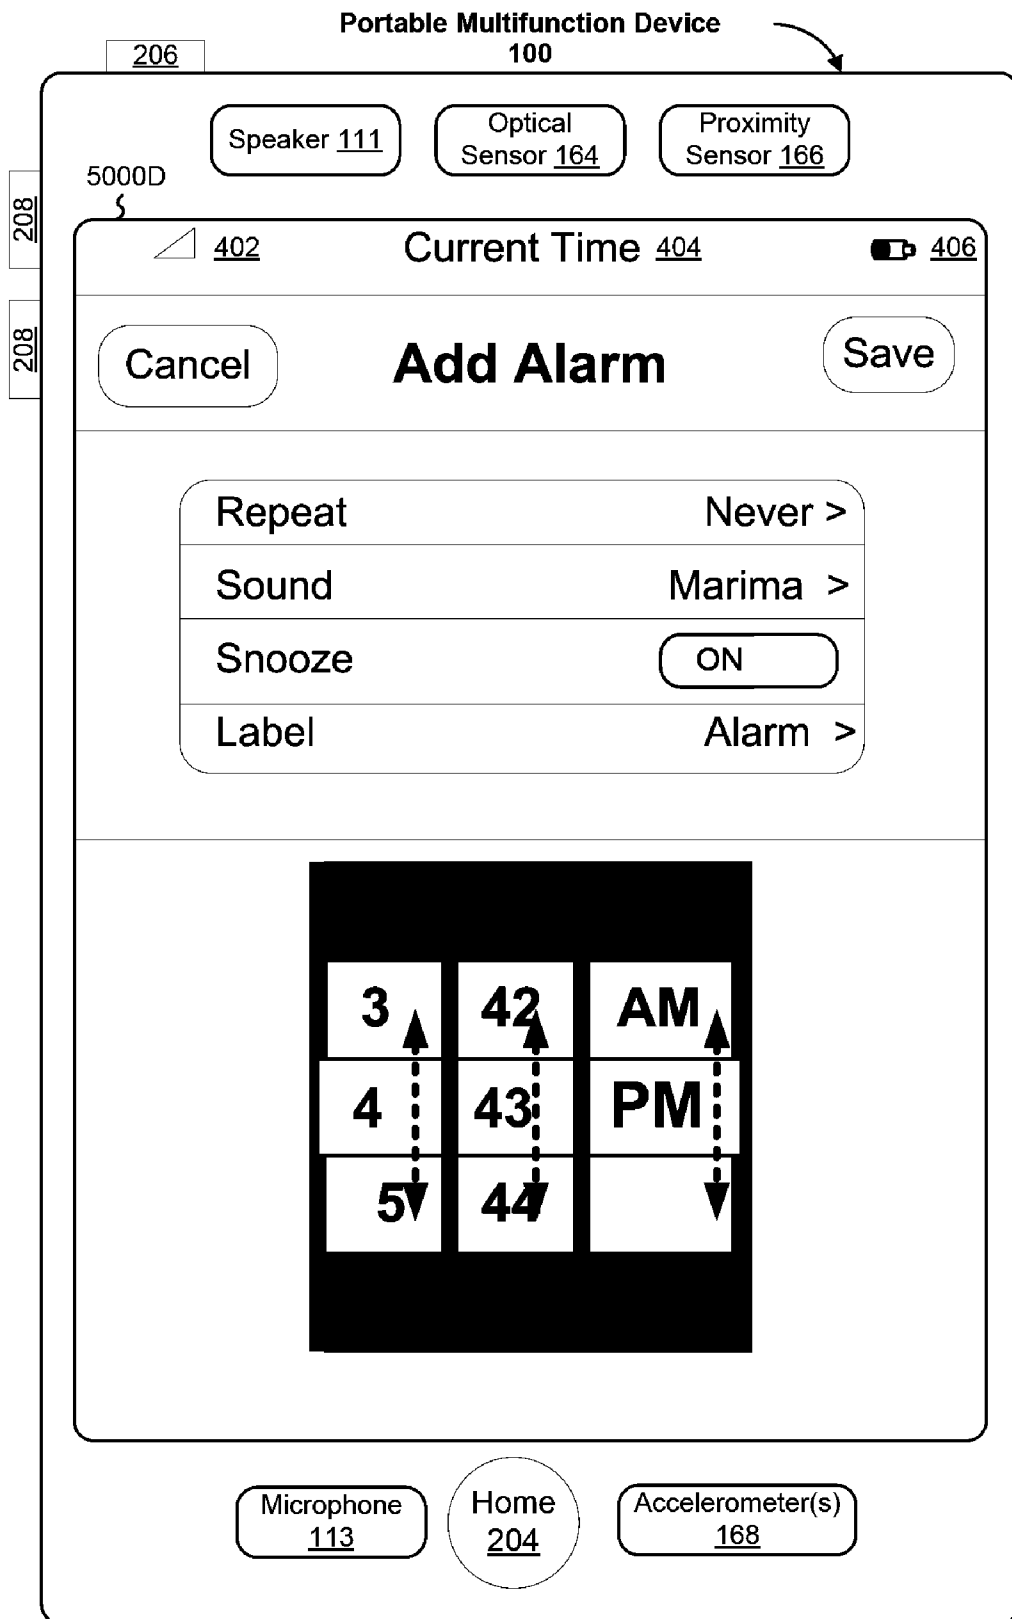 Portable Multifunction Device
100
206
Speaker 111
Optical
Sensor 164
Proximity
Sensor 166
5000D
208
208
402
Current Time 404
406
Cancel
Add Alarm
Save
Repeat Never >
Sound Marima >
Snooze ON
Label Alarm >
3 42 AM
4 43 PM
5 44
Microphone
113
Home
204
Accelerometer(s)
168